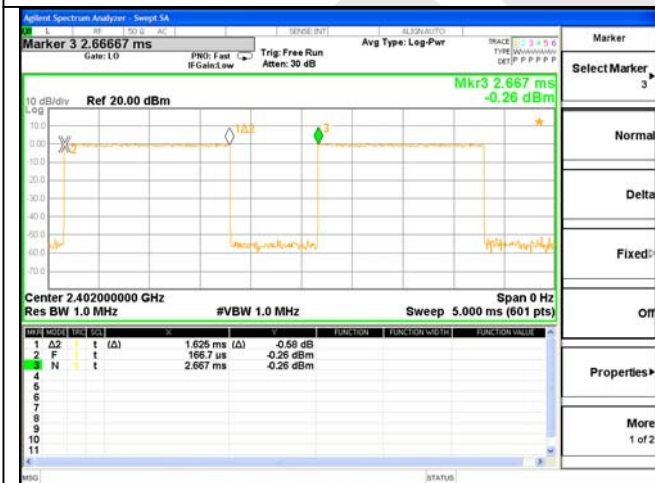 Agilent Spectrum Analyzer - Swept SA
L RF 50 Ω AC SENSE:INT ALIGN AUTO
Marker 3 2.66667 ms
Gate: LO
PNO: Fast
IFGain:Low
Trig: Free Run
Atten: 30 dB
Avg Type: Log-Pwr
TRACE 1 2 3 4 5 6
TYPE WWWWWW
DET P P P P P P
Mkr3 2.667 ms
-0.26 dBm
10 dB/div Ref 20.00 dBm
Log
10.0
0.00
-10.0
-20.0
-30.0
-40.0
-50.0
-60.0
-70.0
2
1Δ2
3
Center 2.402000000 GHz Span 0 Hz
Res BW 1.0 MHz #VBW 1.0 MHz Sweep 5.000 ms (601 pts)
MKR MODE TRC SCL X Y FUNCTION FUNCTION WIDTH FUNCTION VALUE
1 Δ2 1 t (Δ) 1.625 ms (Δ) -0.58 dB
2 F 1 t 166.7 us -0.26 dBm
3 N 1 t 2.667 ms -0.26 dBm
4
5
6
7
8
9
10
11
MSG STATUS
Marker
Select Marker
3
Normal
Delta
Fixed
Off
Properties
More
1 of 2